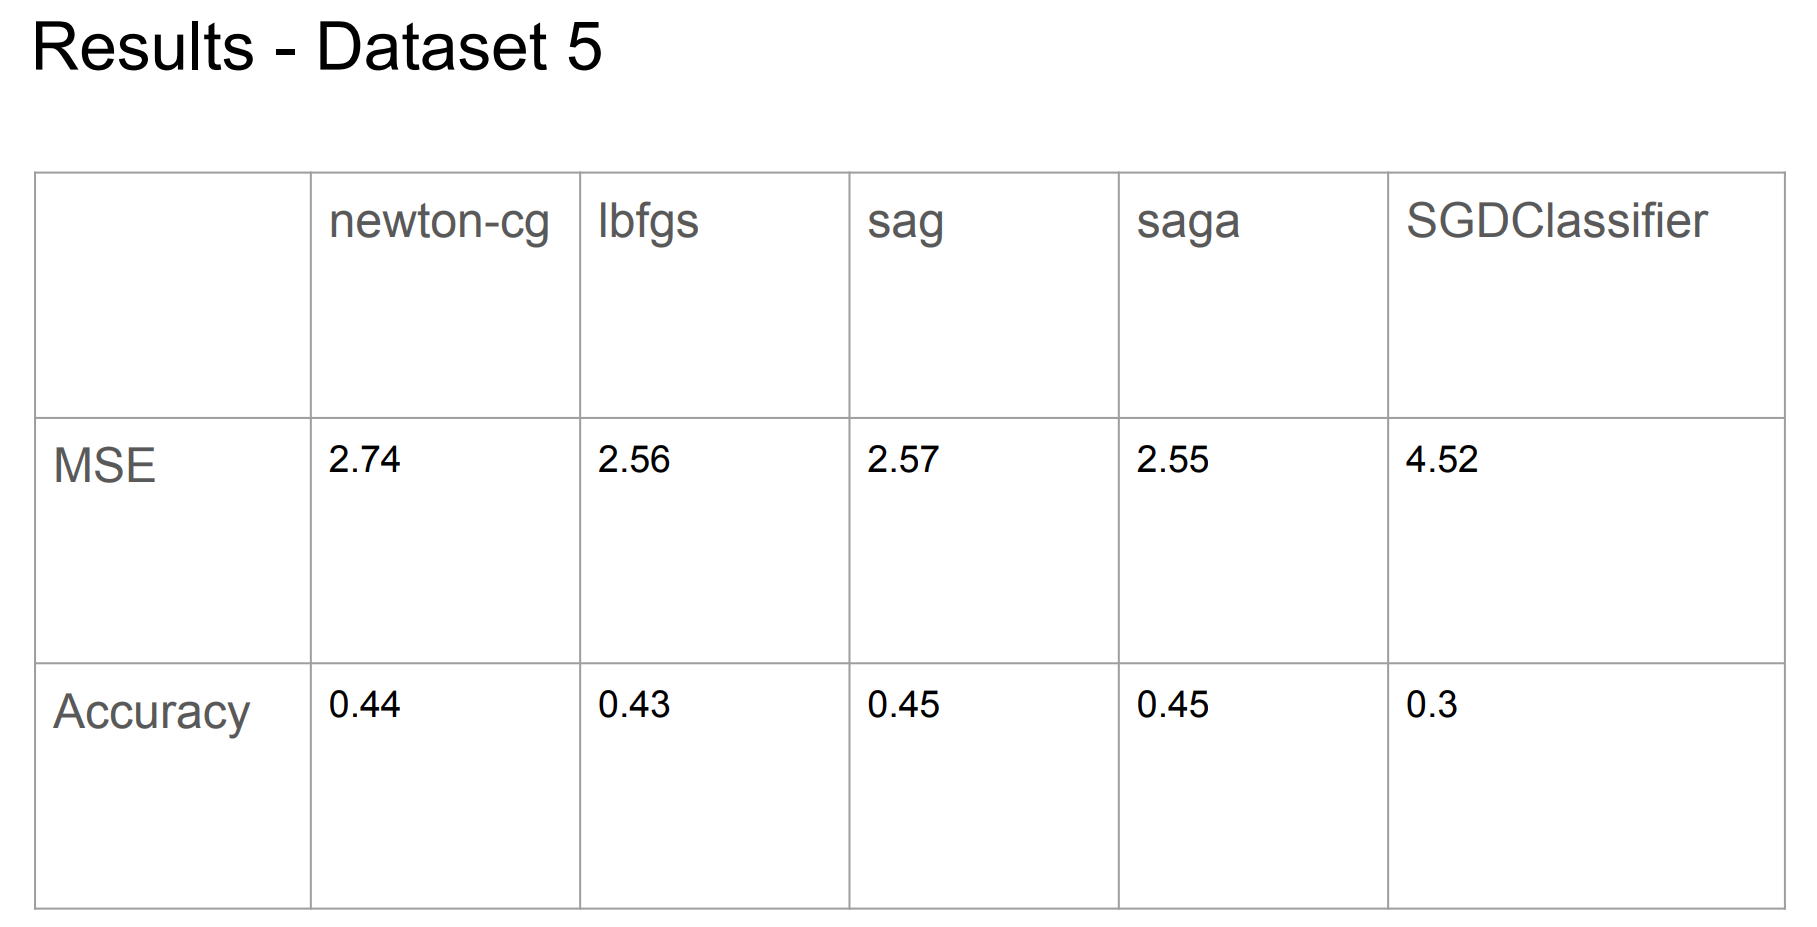 Results - Dataset 5
newton-cg lbfgs sag saga SGDClassifier
MSE 2.74 2.56 2.57 2.55 4.52
Accuracy 0.44 0.43 0.45 0.45 0.3